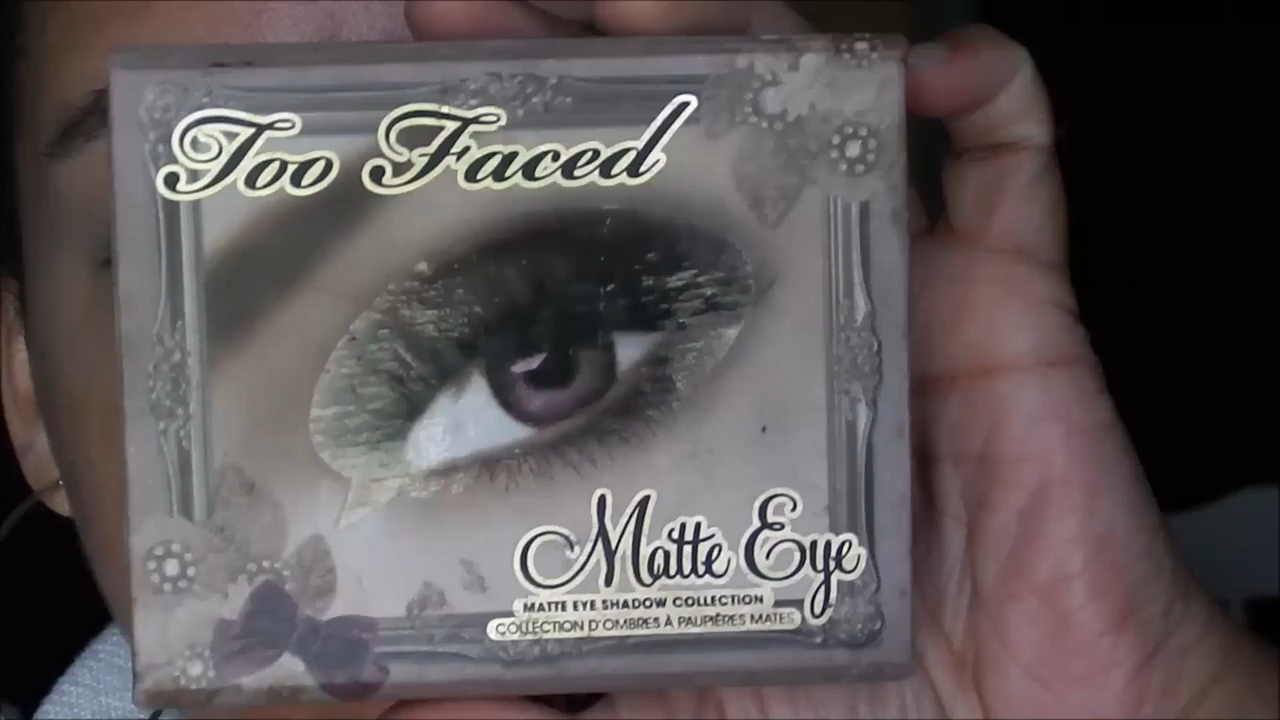 Too Faced
Matte Eye
MATTE EYE SHADOW COLLECTION
COLLECTION D'OMBRES À PAUPIÈRES MATES